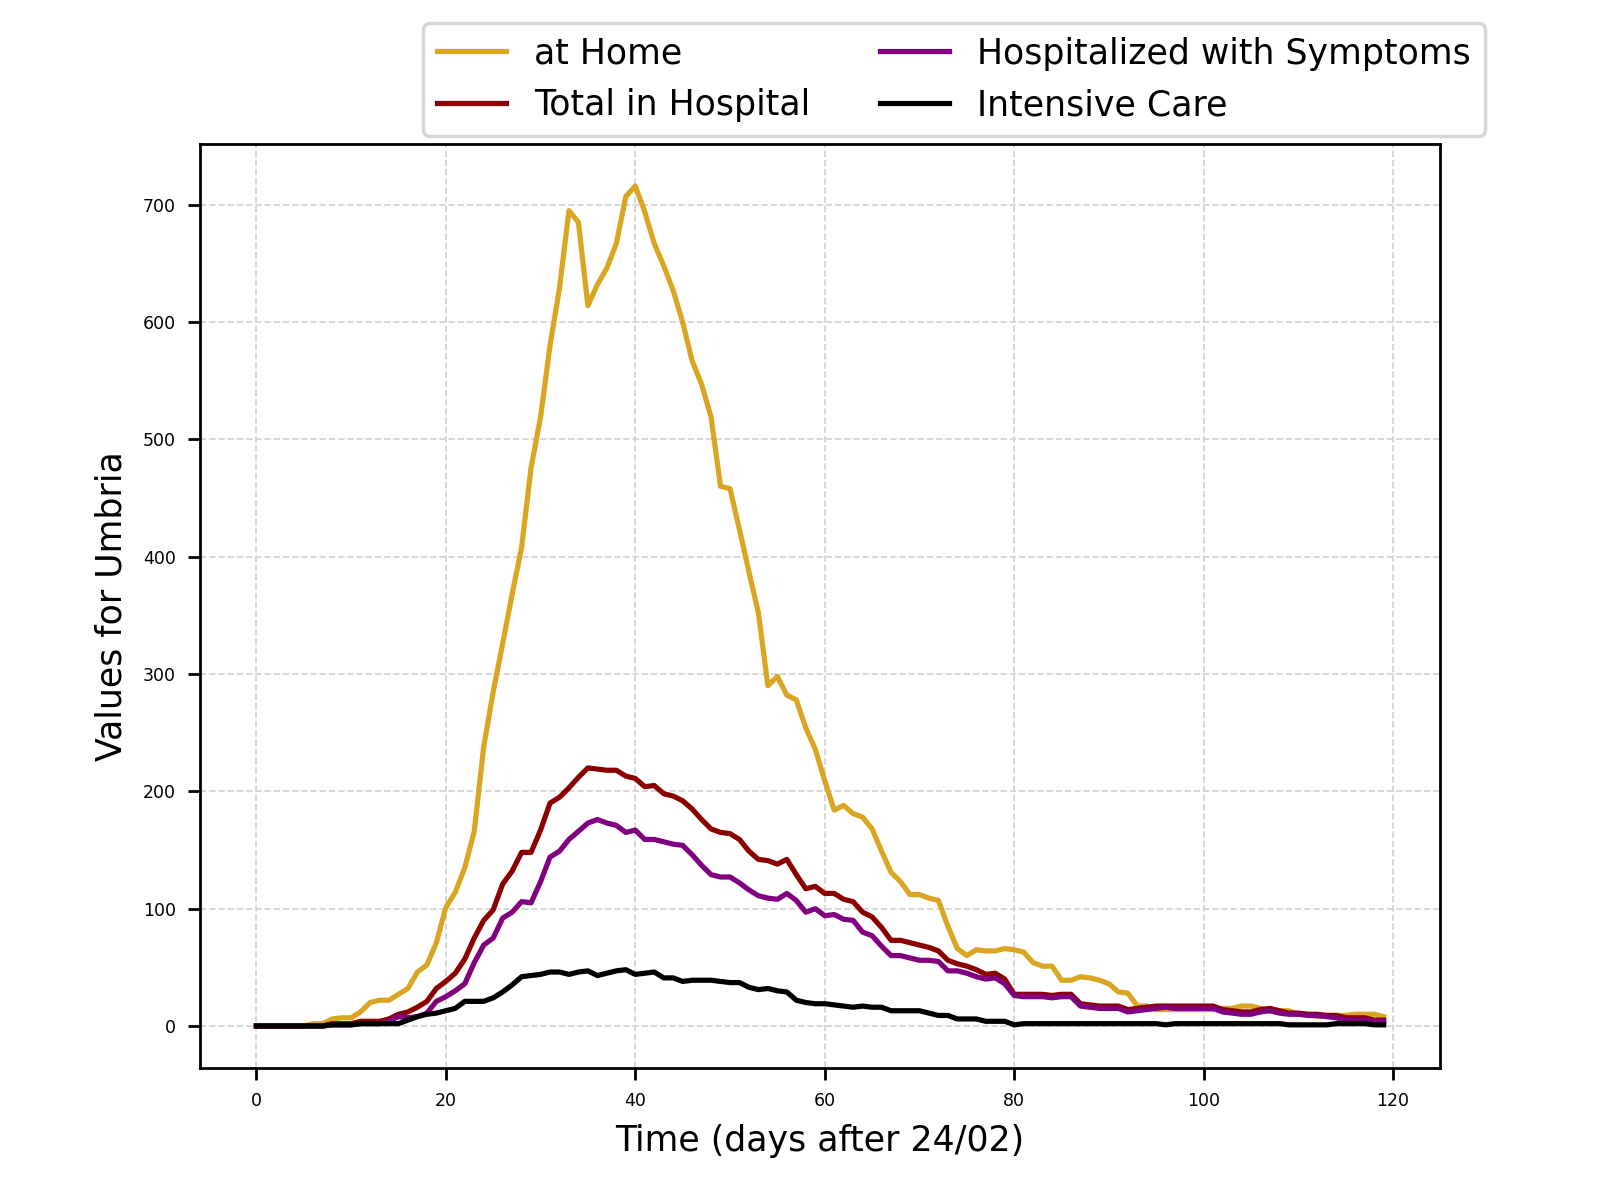 at Home
Total in Hospital
Hospitalized with Symptoms
Intensive Care
700
600
500
400
300
200
100
0
Values for Umbria
0 20 40 60 80 100 120
Time (days after 24/02)